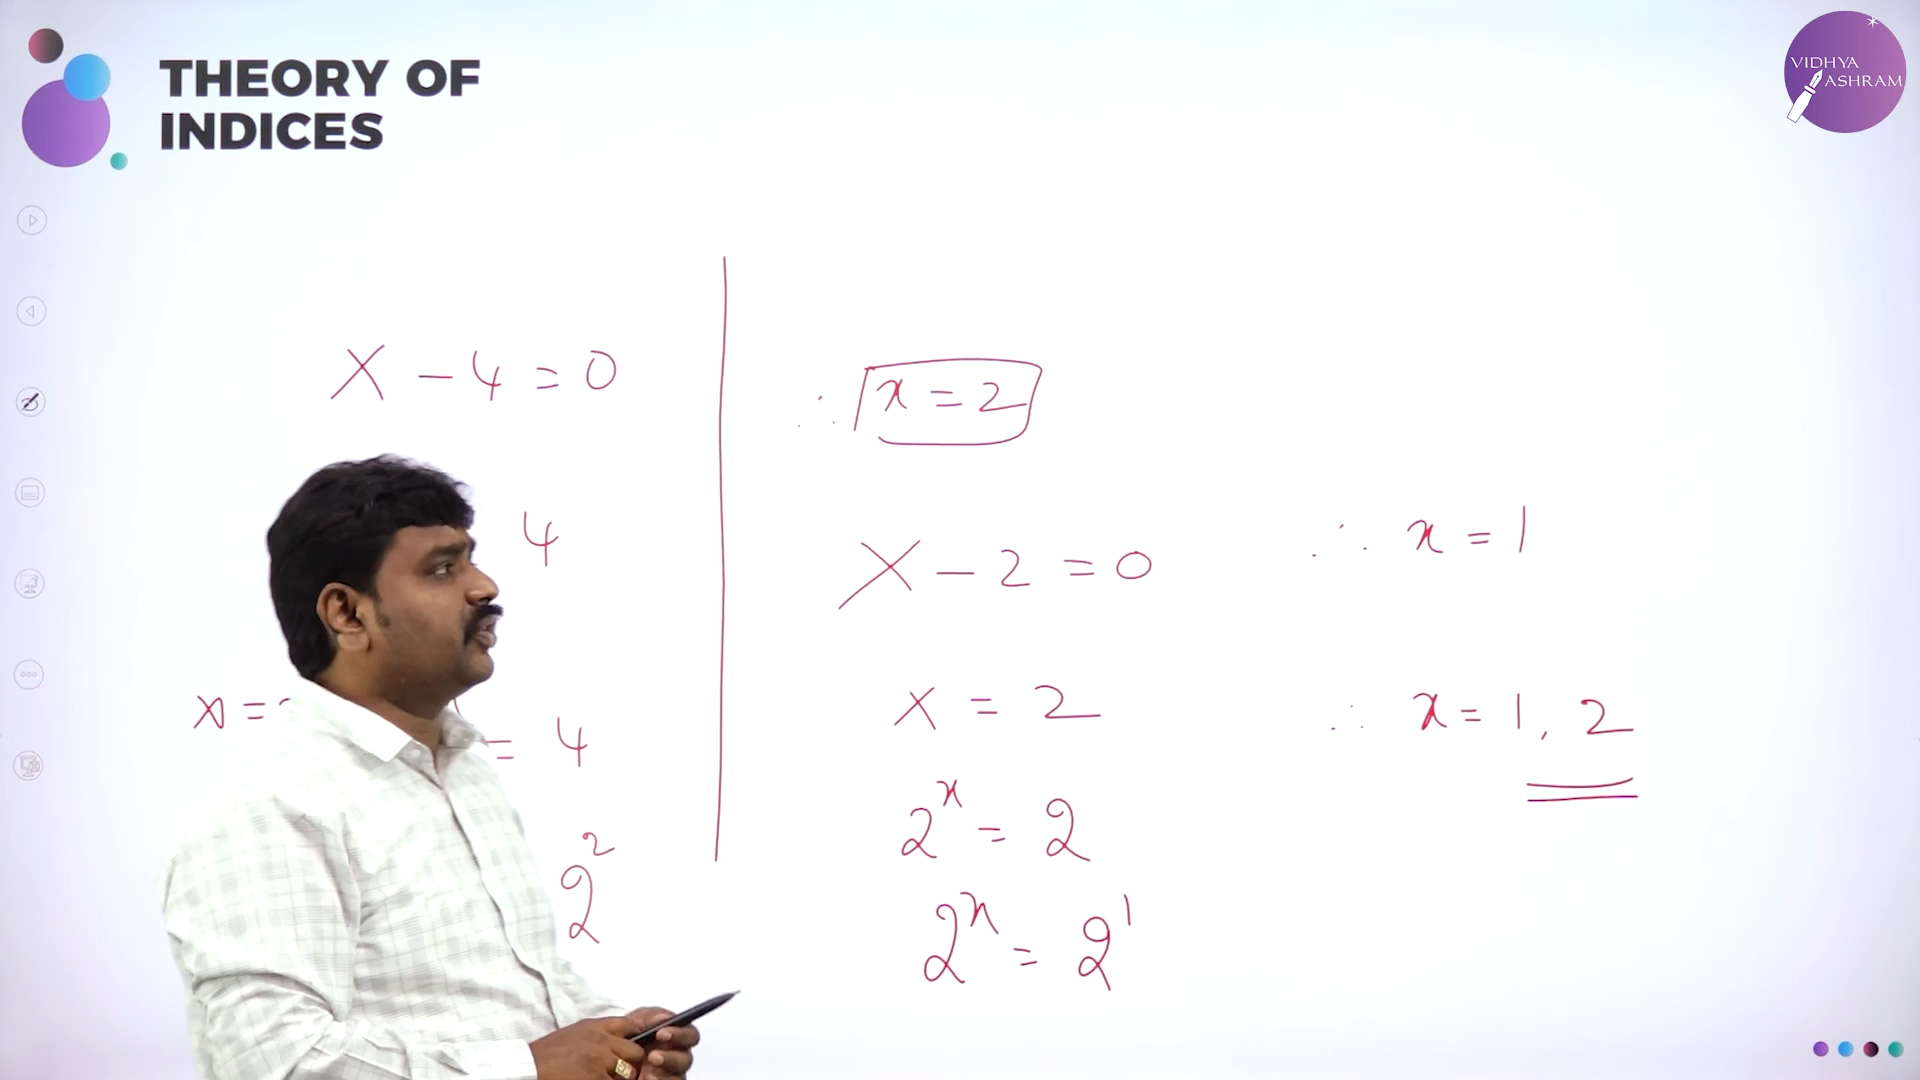 THEORY OF
INDICES
VIDHYA
ASHRAM
X - 4 = 0
4
x =
= 4
2²
∴ x = 2
X - 2 = 0
X = 2
2ˣ = 2
2ˣ = 2¹
∴ x = 1
∴ x = 1, 2